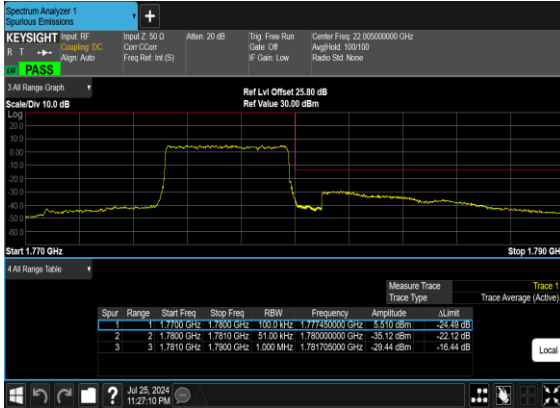 Spectrum Analyzer 1
Spurious Emissions
+
KEYSIGHT Input: RF Input Z: 50 Ω Atten: 20 dB Trig: Free Run Center Freq: 22.005000000 GHz
R T Coupling: DC Corr CCorr Gate: Off Avg|Hold: 100/100
Align: Auto Freq Ref: Int (S) IF Gain: Low Radio Std: None
PASS
3 All Range Graph
Ref Lvl Offset 25.80 dB
Scale/Div 10.0 dB Ref Value 30.00 dBm
Log
20.0
10.0
0.00
-10.0
-20.0
-30.0
-40.0
-50.0
-60.0
Start 1.770 GHz Stop 1.790 GH
4 All Range Table
Measure Trace Trace 1
Trace Type Trace Average (Active)
Spur Range Start Freq Stop Freq RBW Frequency Amplitude ΔLimit
1 1 1.7700 GHz 1.7800 GHz 100.0 kHz 1.777450000 GHz 5.510 dBm -24.49 dB
2 2 1.7800 GHz 1.7810 GHz 51.00 kHz 1.780000000 GHz -35.12 dBm -22.12 dB
3 3 1.7810 GHz 1.7900 GHz 1.000 MHz 1.781705000 GHz -29.44 dBm -16.44 dB
Local
? Jul 25, 2024
11:27:10 PM